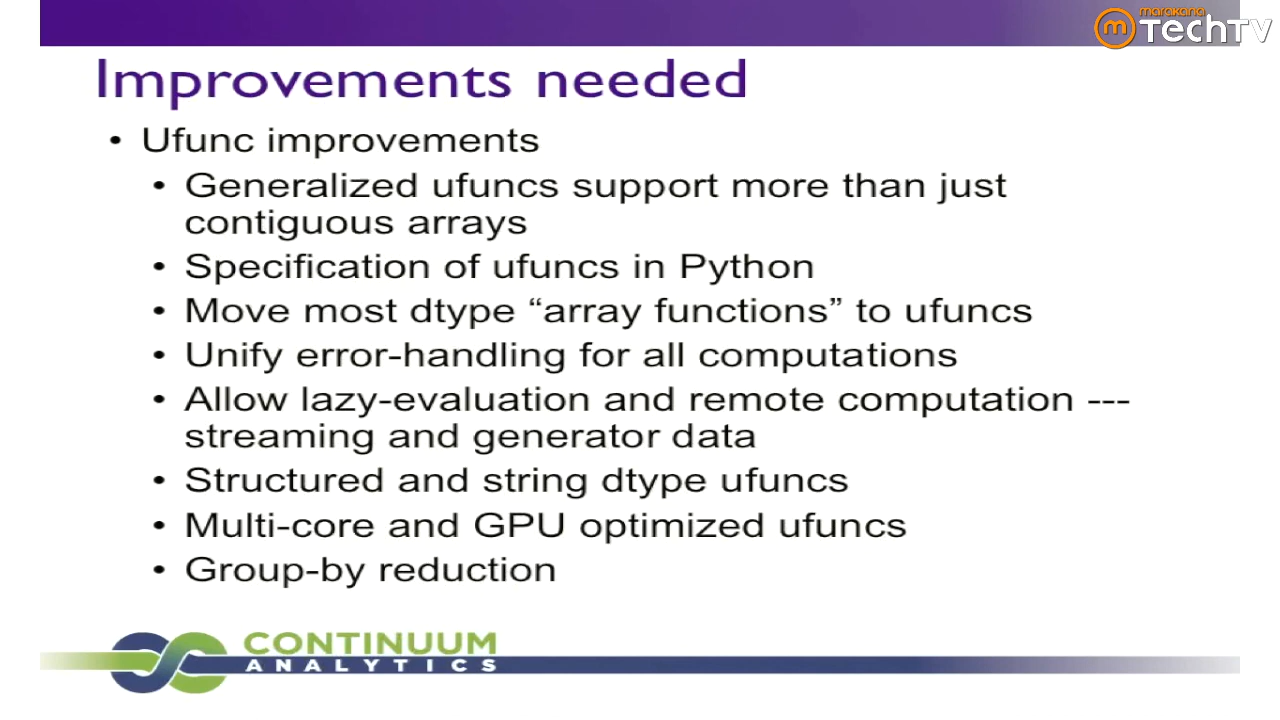 marakana
m TechTV
Improvements needed
• Ufunc improvements
• Generalized ufuncs support more than just
contiguous arrays
• Specification of ufuncs in Python
• Move most dtype “array functions” to ufuncs
• Unify error-handling for all computations
• Allow lazy-evaluation and remote computation ---
streaming and generator data
• Structured and string dtype ufuncs
• Multi-core and GPU optimized ufuncs
• Group-by reduction
CONTINUUM
ANALYTICS